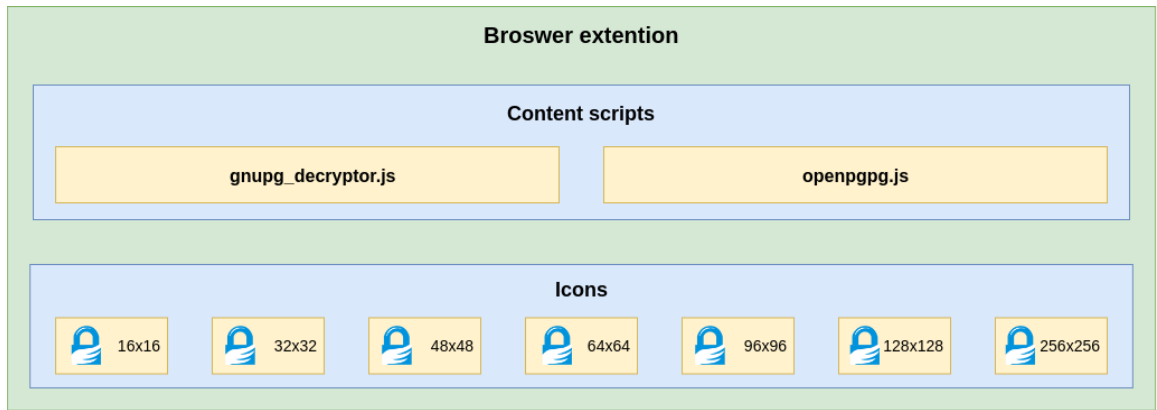 Broswer extention
Content scripts
gnupg_decryptor.js
openpgpg.js
Icons
16x16
32x32
48x48
64x64
96x96
128x128
256x256